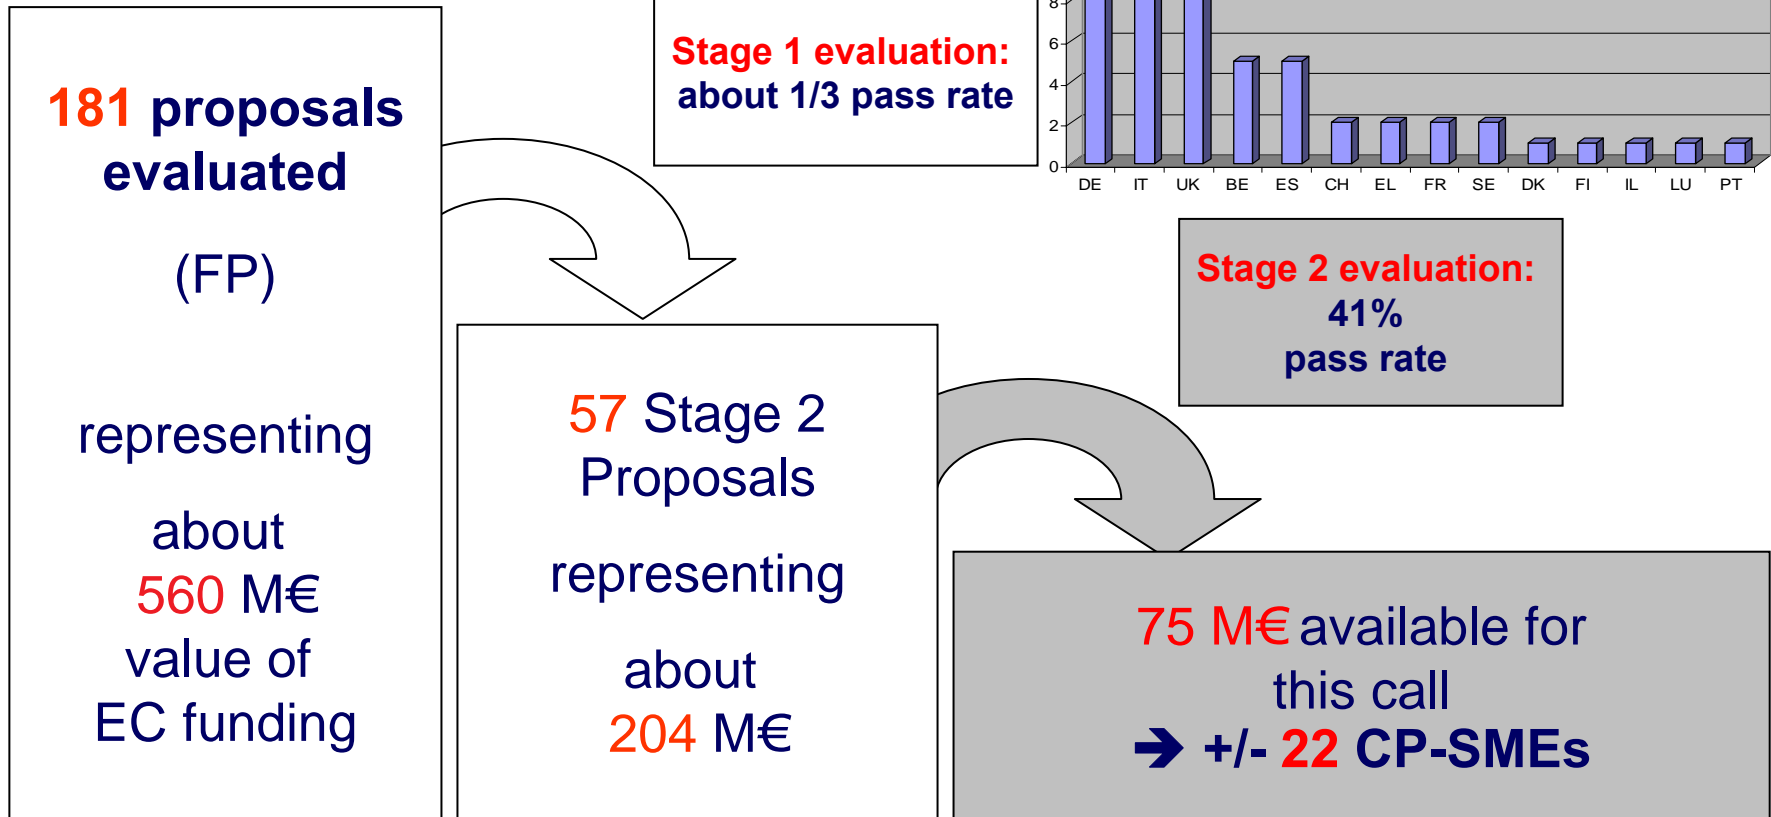 181 proposals
evaluated
(FP)
representing
about
560 M€
value of
EC funding
Stage 1 evaluation:
about 1/3 pass rate
8
6
4
2
0
DE IT UK BE ES CH EL FR SE DK FI IL LU PT
Stage 2 evaluation:
41%
pass rate
57 Stage 2
Proposals
representing
about
204 M€
75 M€ available for
this call
➔ +/- 22 CP-SMEs